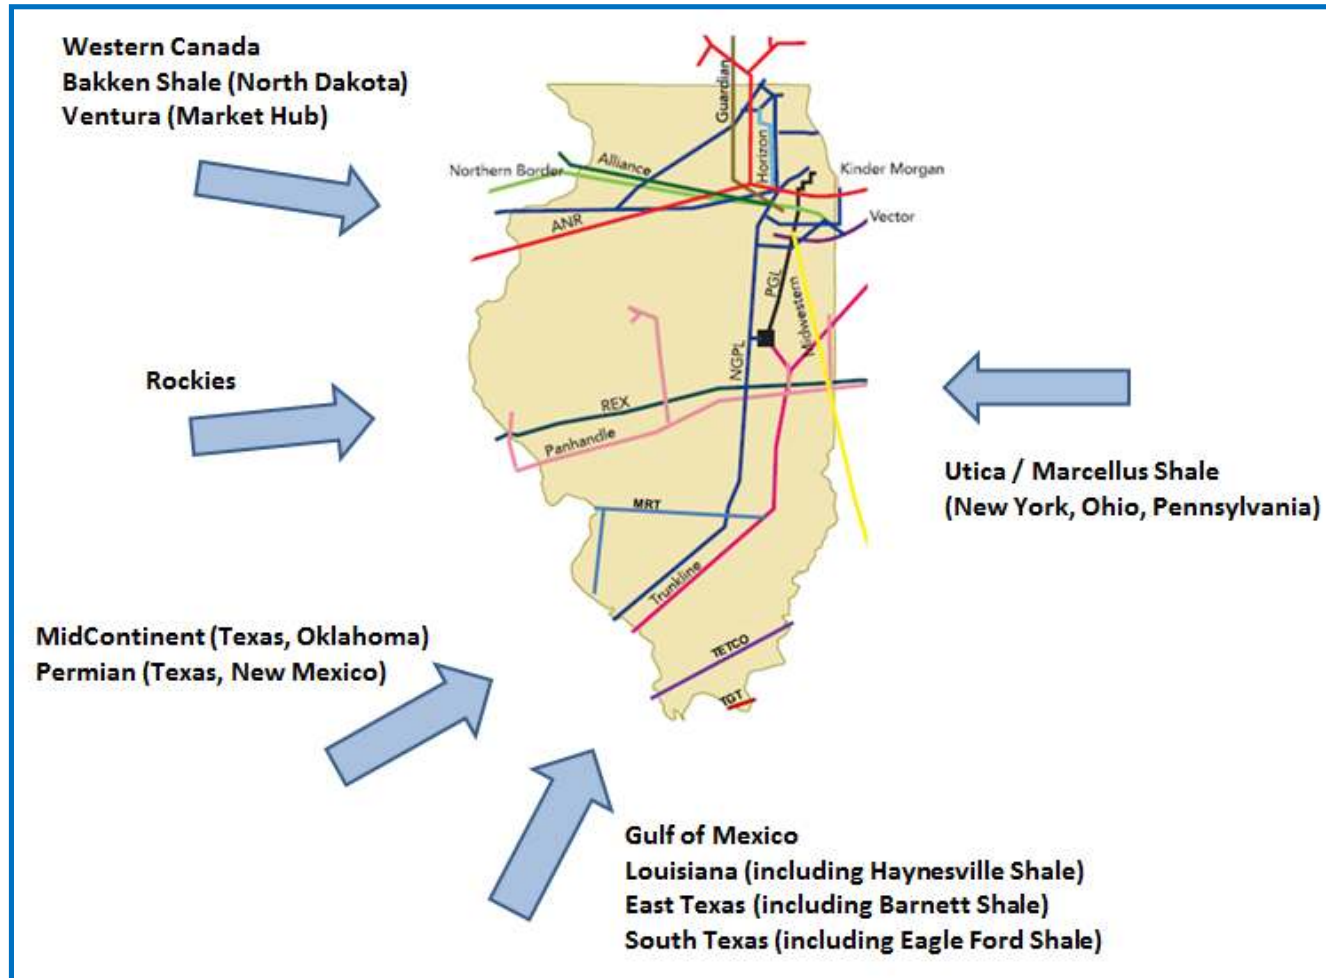 Western Canada
Bakken Shale (North Dakota)
Ventura (Market Hub)
Guardian
Horizon
Alliance
Northern Border
Kinder Morgan
ANR
Vector
PGL
Midwestern
NGPL
Rockies
REX
Panhandle
Utica / Marcellus Shale
(New York, Ohio, Pennsylvania)
MRT
Trunkline
MidContinent (Texas, Oklahoma)
Permian (Texas, New Mexico)
TETCO
TGT
Gulf of Mexico
Louisiana (including Haynesville Shale)
East Texas (including Barnett Shale)
South Texas (including Eagle Ford Shale)